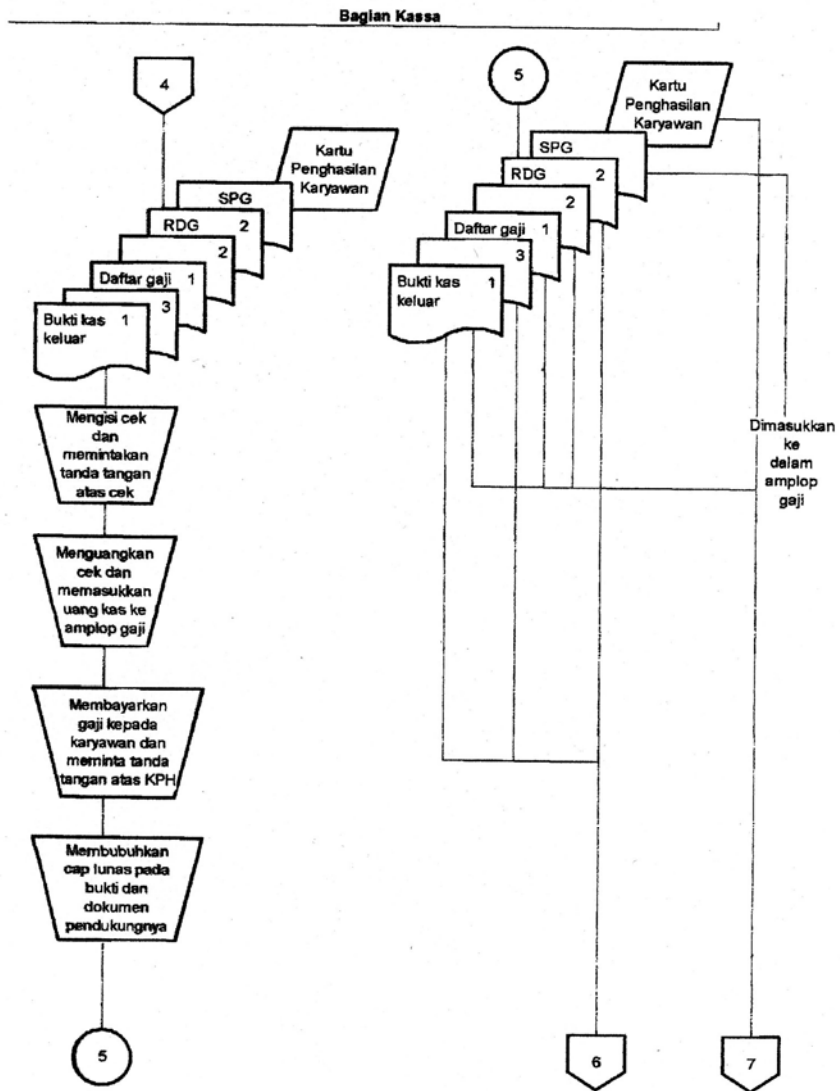 Bagian Kassa
4
Kartu
Penghasilan
Karyawan
SPG
RDG 2
2
Daftar gaji 1
3
Bukti kas 1
keluar
Mengisi cek
dan
memintakan
tanda tangan
atas cek
Menguangkan
cek dan
memasukkan
uang kas ke
amplop gaji
Membayarkan
gaji kepada
karyawan dan
meminta tanda
tangan atas KPH
Membubuhkan
cap lunas pada
bukti dan
dokumen
pendukungnya
5
5
Kartu
Penghasilan
Karyawan
SPG
RDG 2
2
Daftar gaji 1
3
Bukti kas 1
keluar
Dimasukkan
ke
dalam
amplop
gaji
6
7